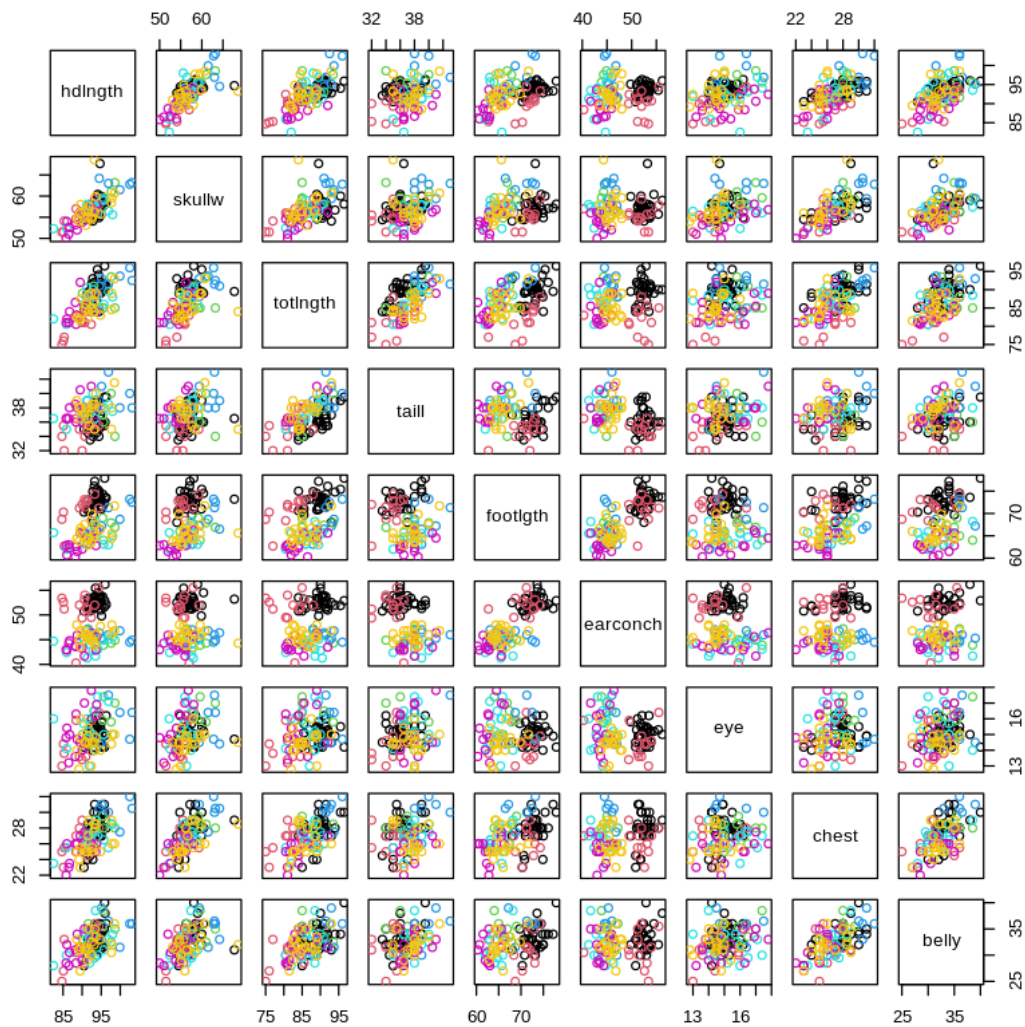 50 60 32 38 40 50 22 28
hdlngth 85 95
50 60 skullw
totlngth 75 85 95
32 38 taill
footlgth 60 70
40 50 earconch
eye 13 16
22 28 chest
belly 25 35
85 95 75 85 95 60 70 13 16 25 35